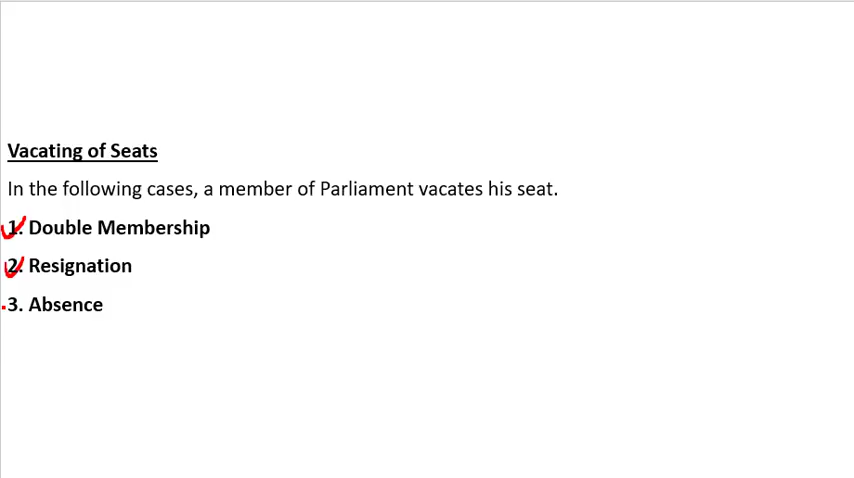 Vacating of Seats
In the following cases, a member of Parliament vacates his seat.
1. Double Membership
2. Resignation
3. Absence